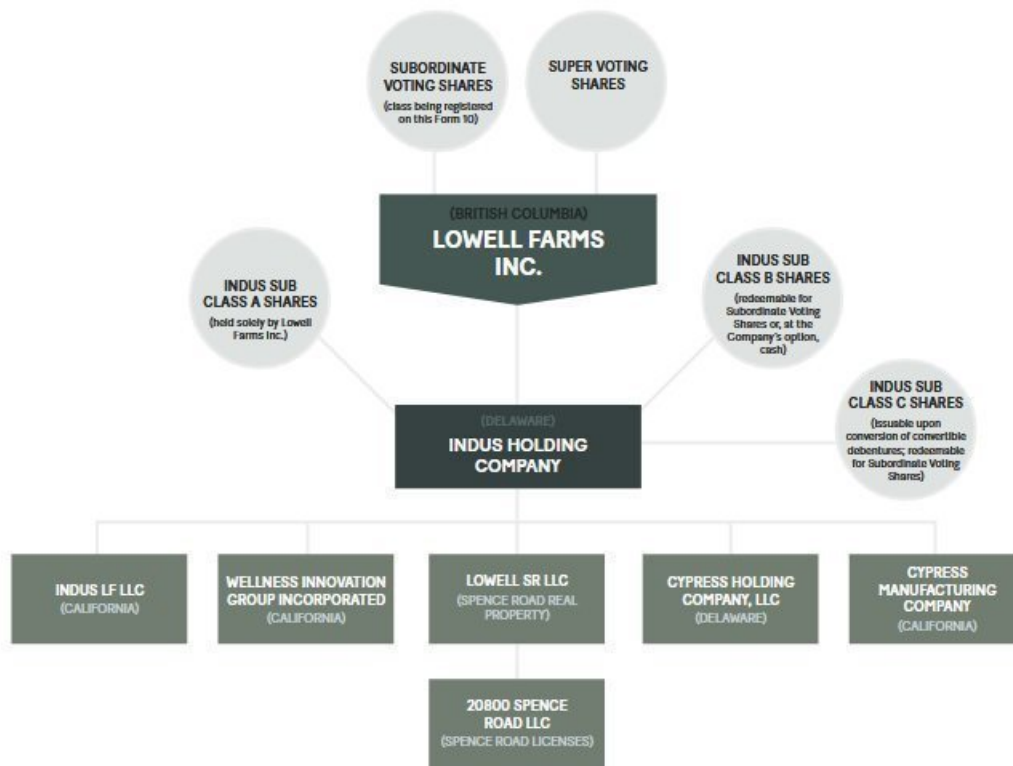 SUBORDINATE
VOTING SHARES
(class being registered
on this Form 10)
SUPER VOTING
SHARES
(BRITISH COLUMBIA)
LOWELL FARMS
INC.
INDUS SUB
CLASS A SHARES
(held solely by Lowell
Farms Inc.)
INDUS SUB
CLASS B SHARES
(redeemable for
Subordinate Voting
Shares or, at the
Company's option,
cash)
INDUS SUB
CLASS C SHARES
(issuable upon
conversion of convertible
debentures; redeemable
for Subordinate Voting
Shares)
(DELAWARE)
INDUS HOLDING
COMPANY
INDUS LF LLC
(CALIFORNIA)
WELLNESS INNOVATION
GROUP INCORPORATED
(CALIFORNIA)
LOWELL SR LLC
(SPENCE ROAD REAL
PROPERTY)
CYPRESS HOLDING
COMPANY, LLC
(DELAWARE)
CYPRESS
MANUFACTURING
COMPANY
(CALIFORNIA)
20800 SPENCE
ROAD LLC
(SPENCE ROAD LICENSES)